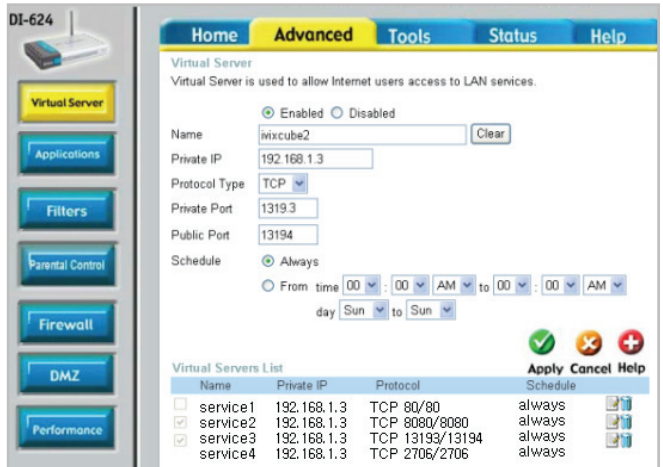 DI-624
Home Advanced Tools Status Help
Virtual Server
Virtual Server is used to allow Internet users access to LAN services.
Virtual Server
Enabled Disabled
Name ivixcube2 Clear
Applications
Private IP 192.168.1.3
Protocol Type TCP
Filters
Private Port 1319.3
Public Port 13194
Parental Control
Schedule Always
From time 00 : 00 AM to 00 : 00 AM
day Sun to Sun
Firewall
Apply Cancel Help
Virtual Servers List
DMZ
Name Private IP Protocol Schedule
service1 192.168.1.3 TCP 80/80 always
service2 192.168.1.3 TCP 8080/8080 always
Performance
service3 192.168.1.3 TCP 13193/13194 always
service4 192.168.1.3 TCP 2706/2706 always